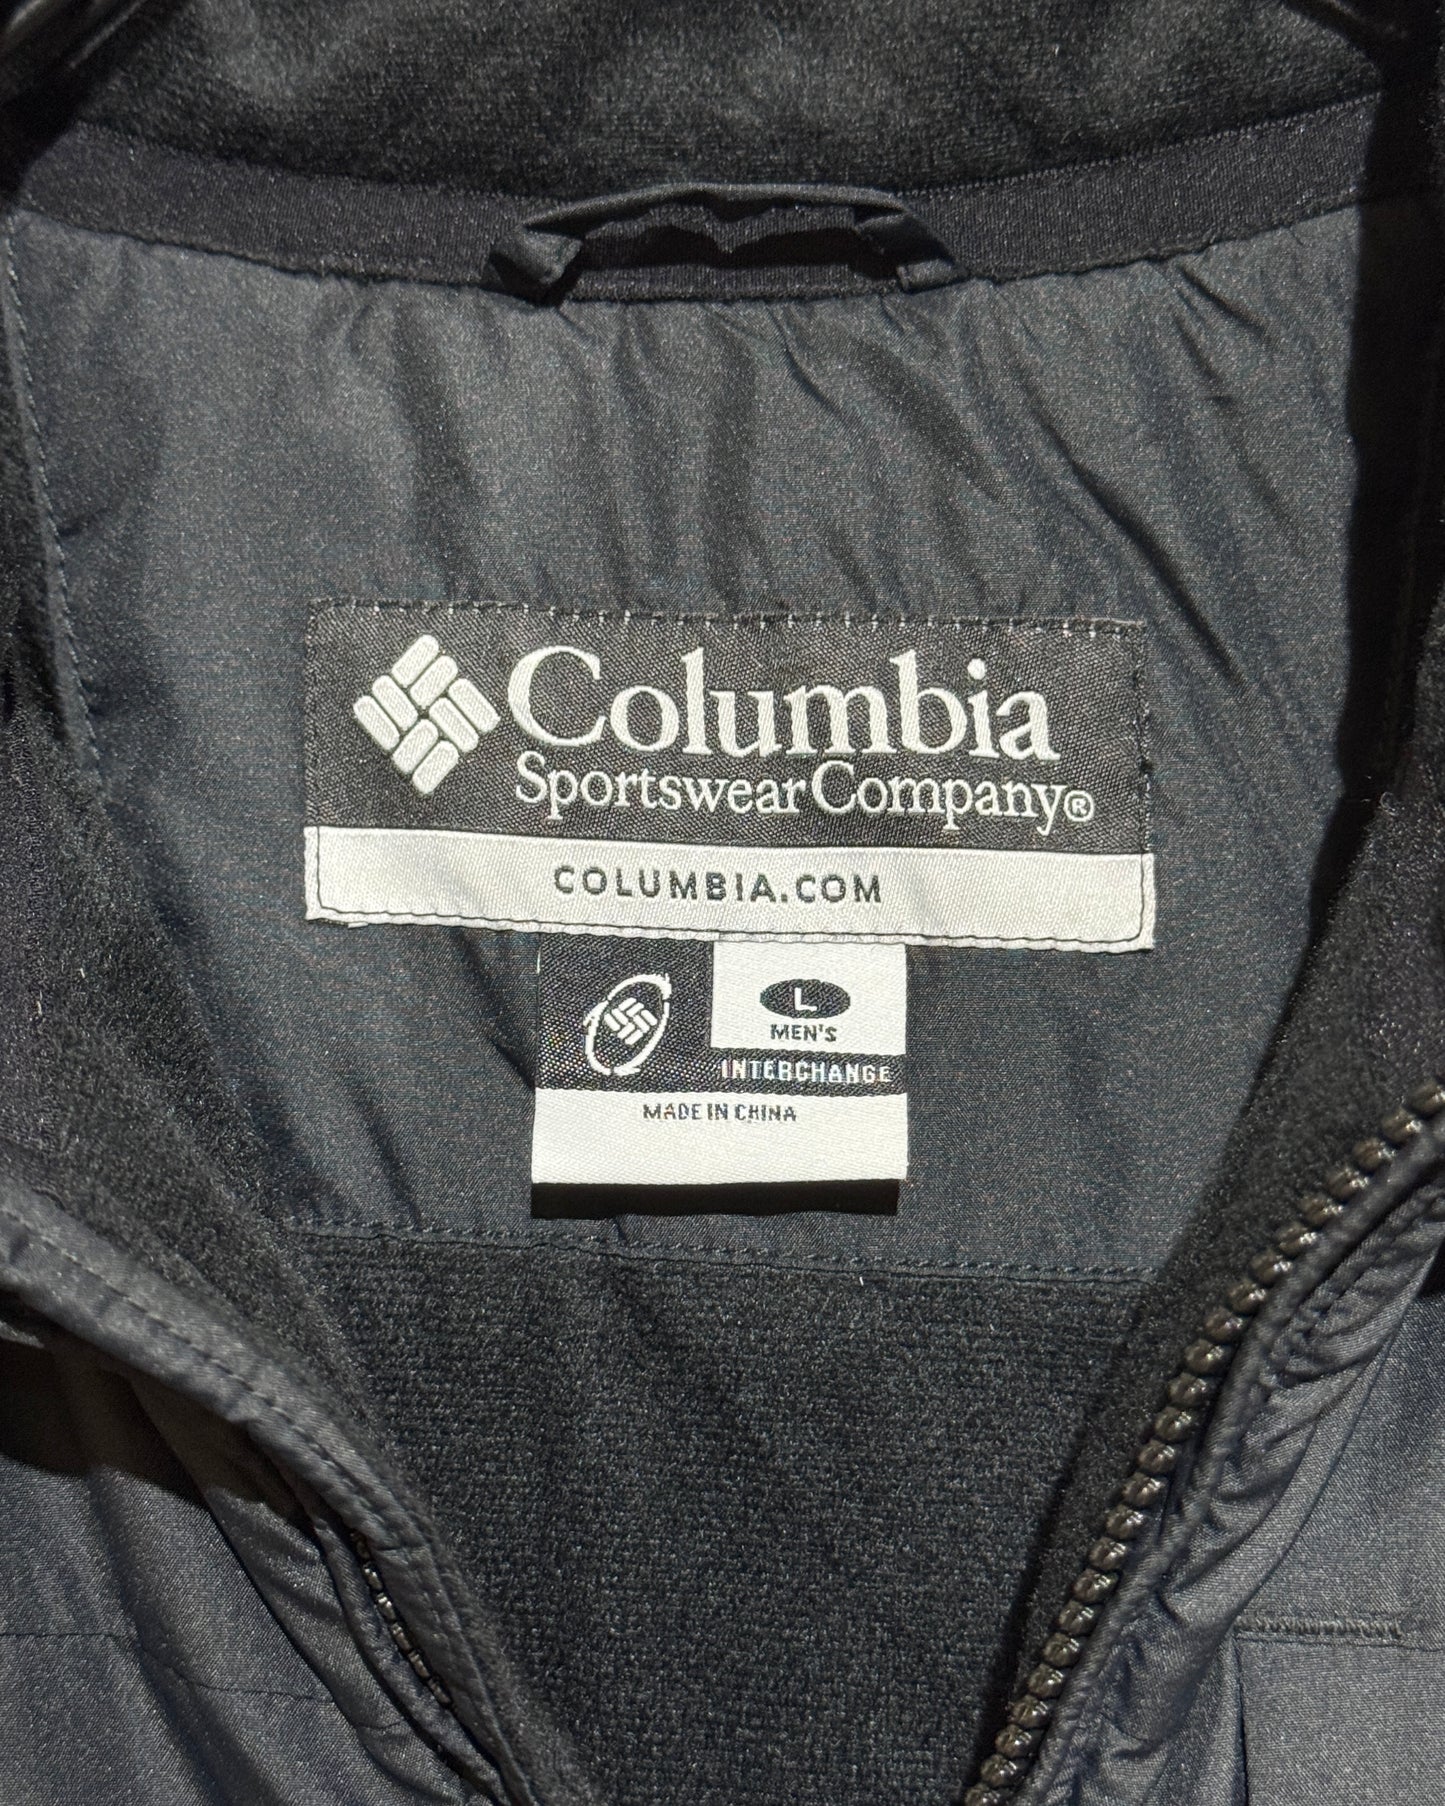 Columbia
Sportswear Company®
COLUMBIA.COM
L
MEN'S
INTERCHANGE
MADE IN CHINA